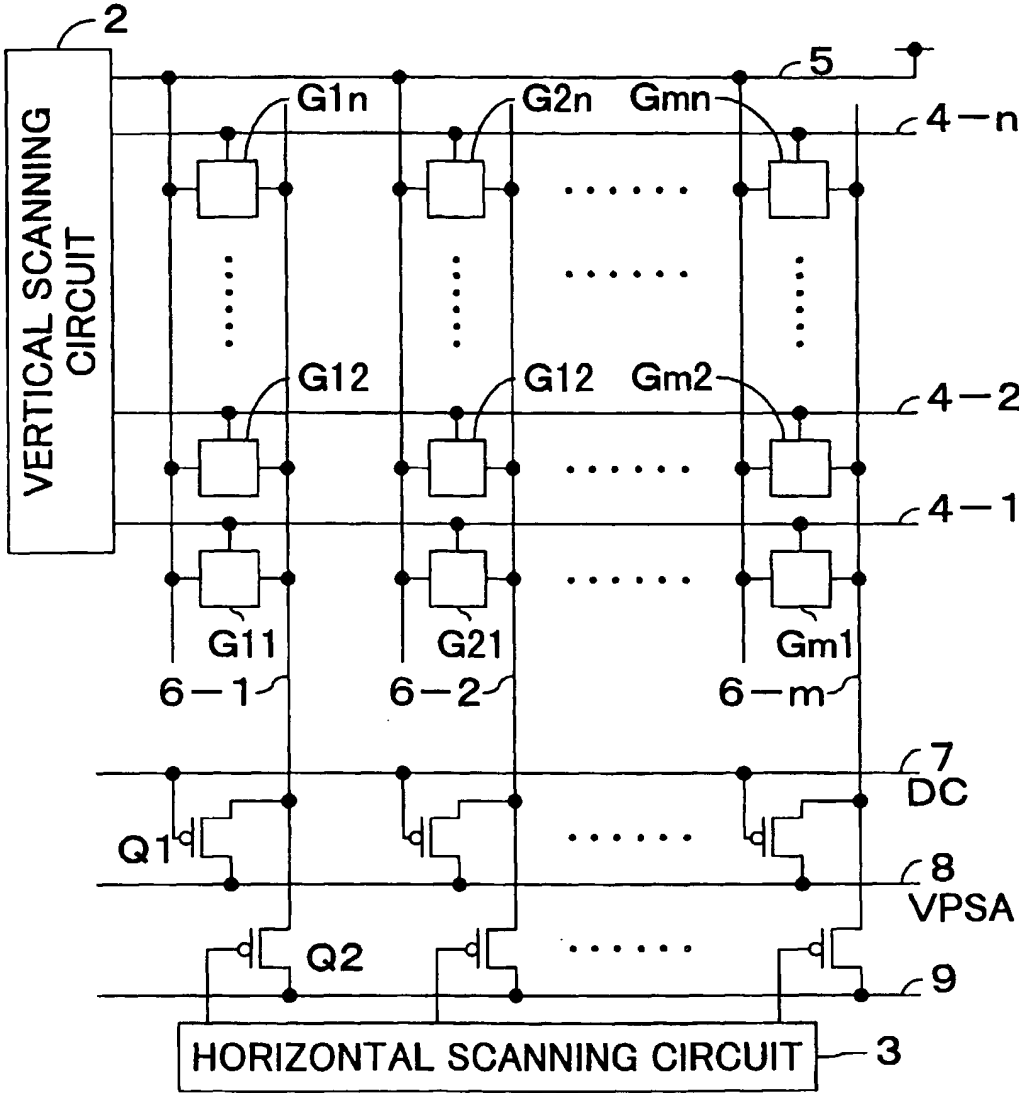 2
5
G1n
G2n
Gmn
4-n
VERTICAL SCANNING
CIRCUIT
G12
G12
Gm2
4-2
4-1
G11
G21
Gm1
6-1
6-2
6-m
7
DC
Q1
8
VPSA
Q2
9
HORIZONTAL SCANNING CIRCUIT
3